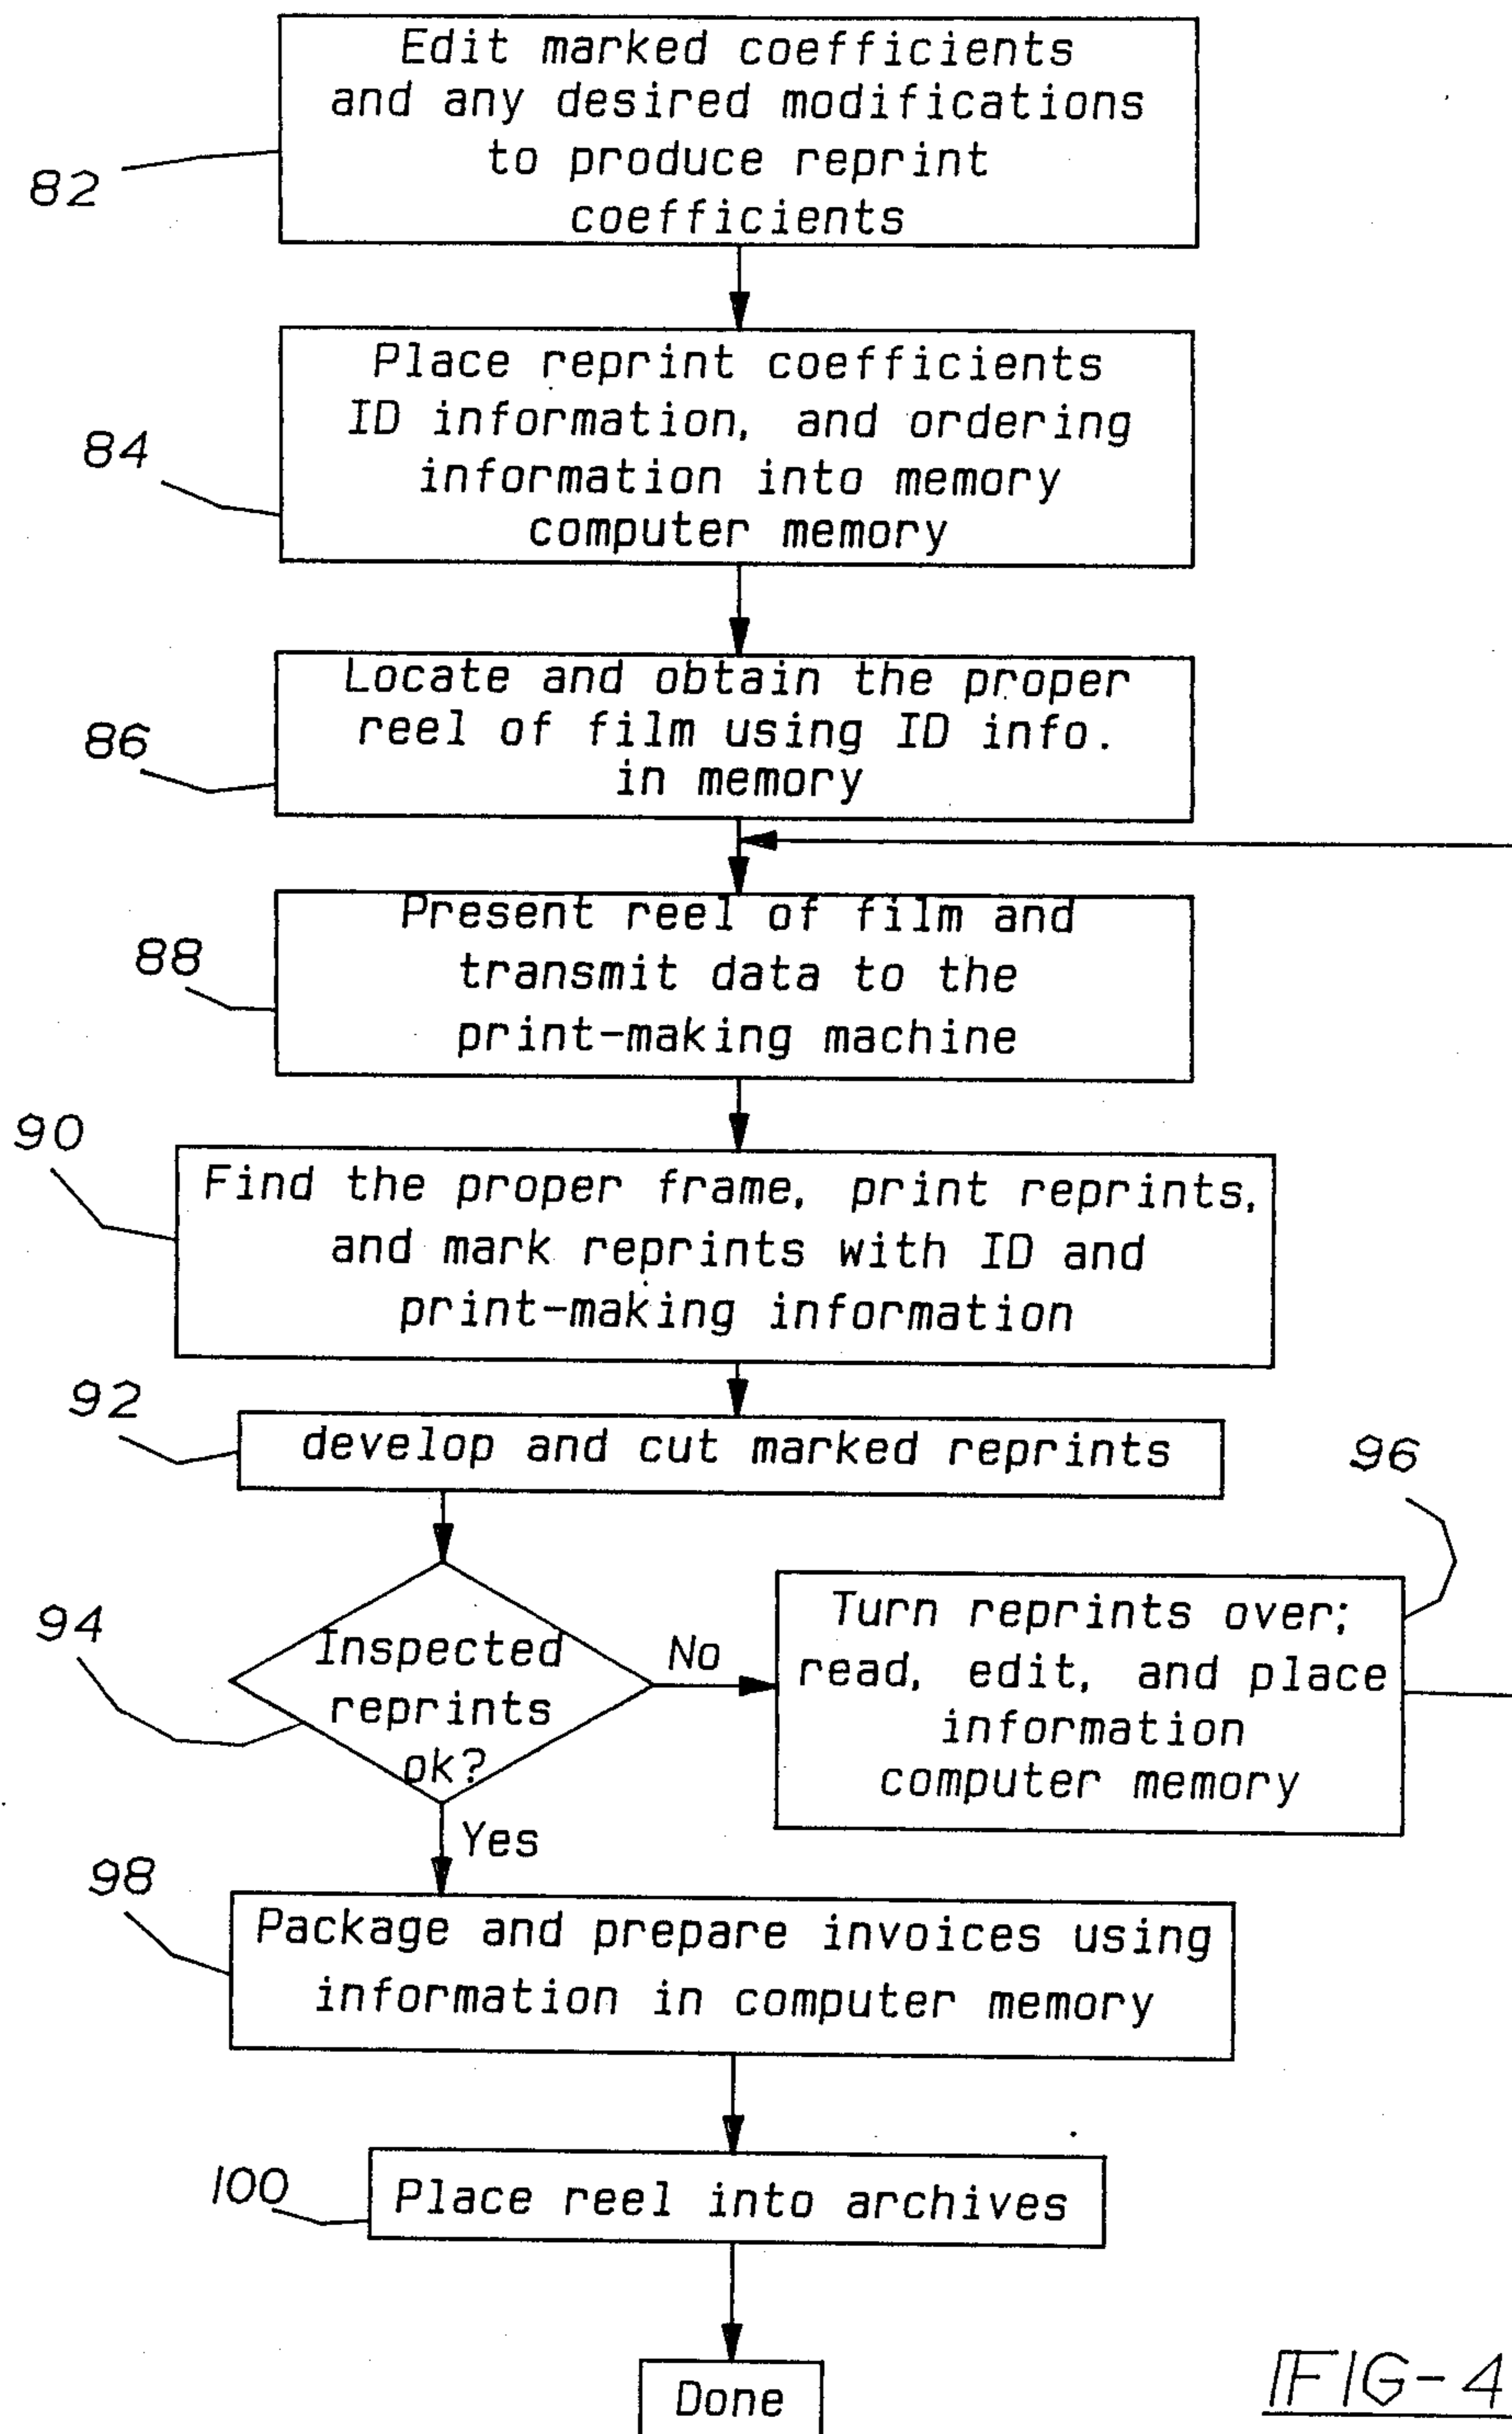 Edit marked coefficients
and any desired modifications
to produce reprint
coefficients
82
Place reprint coefficients
ID information, and ordering
information into memory
computer memory
84
Locate and obtain the proper
reel of film using ID info.
in memory
86
Present reel of film and
transmit data to the
print-making machine
88
90
Find the proper frame, print reprints,
and mark reprints with ID and
print-making information
92
develop and cut marked reprints
94
Inspected
reprints
ok?
No
96
Turn reprints over;
read, edit, and place
information
computer memory
Yes
98
Package and prepare invoices using
information in computer memory
100
Place reel into archives
Done
FIG-4